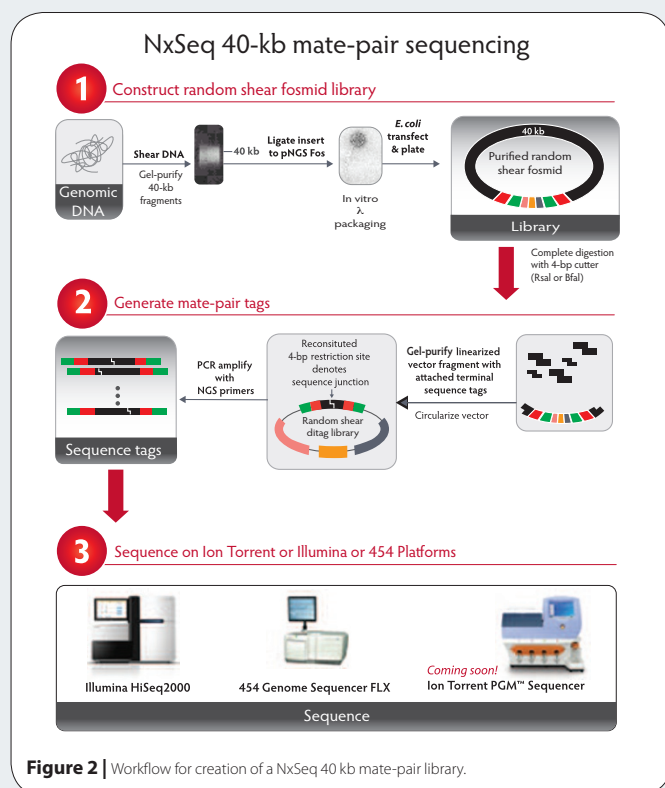 NxSeq 40-kb mate-pair sequencing
1
Construct random shear fosmid library
Genomic
DNA
Shear DNA
Gel-purify
40-kb
fragments
40 kb
Ligate insert
to pNGS Fos
In vitro
λ
packaging
E. coli
transfect
& plate
40 kb
Purified random
shear fosmid
Library
Complete digestion
with 4-bp cutter
(RsaI or BfaI)
2
Generate mate-pair tags
Sequence tags
PCR amplify
with
NGS primers
Reconsituted
4-bp restriction site
denotes
sequence junction
Random shear
ditag library
Gel-purify linearized
vector fragment with
attached terminal
sequence tags
Circularize vector
3
Sequence on Ion Torrent or Illumina or 454 Platforms
Illumina HiSeq2000
454 Genome Sequencer FLX
Coming soon!
Ion Torrent PGM™ Sequencer
Sequence
Figure 2 | Workflow for creation of a NxSeq 40 kb mate-pair library.